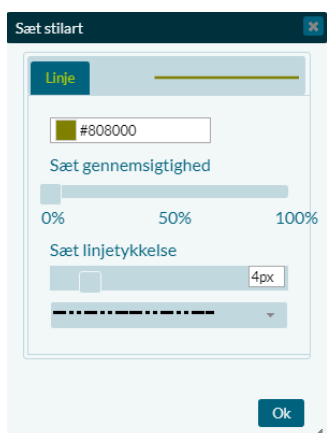 Sæt stilart
Linje
#808000
Sæt gennemsigtighed
0% 50% 100%
Sæt linjetykkelse
4px
Ok